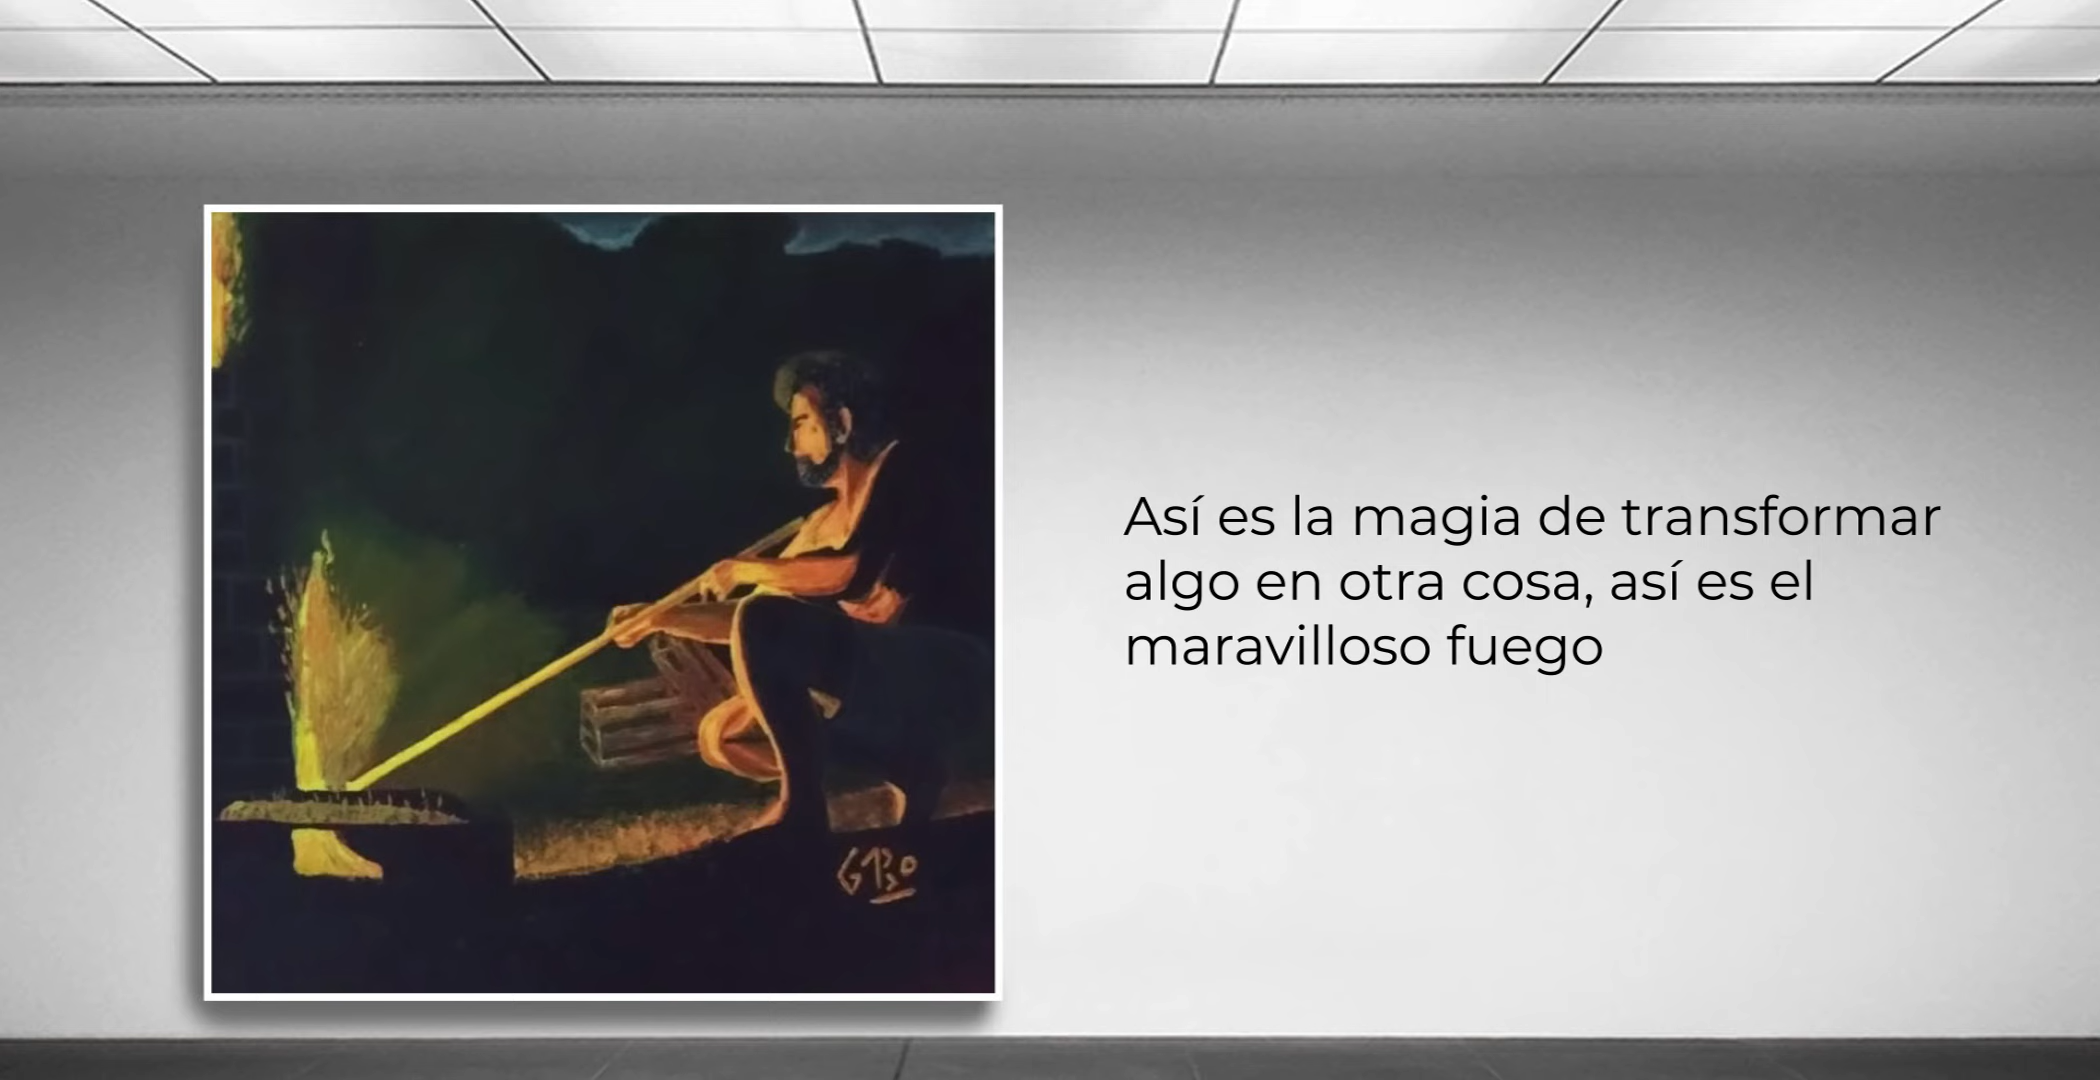 Así es la magia de transformar
algo en otra cosa, así es el
maravilloso fuego